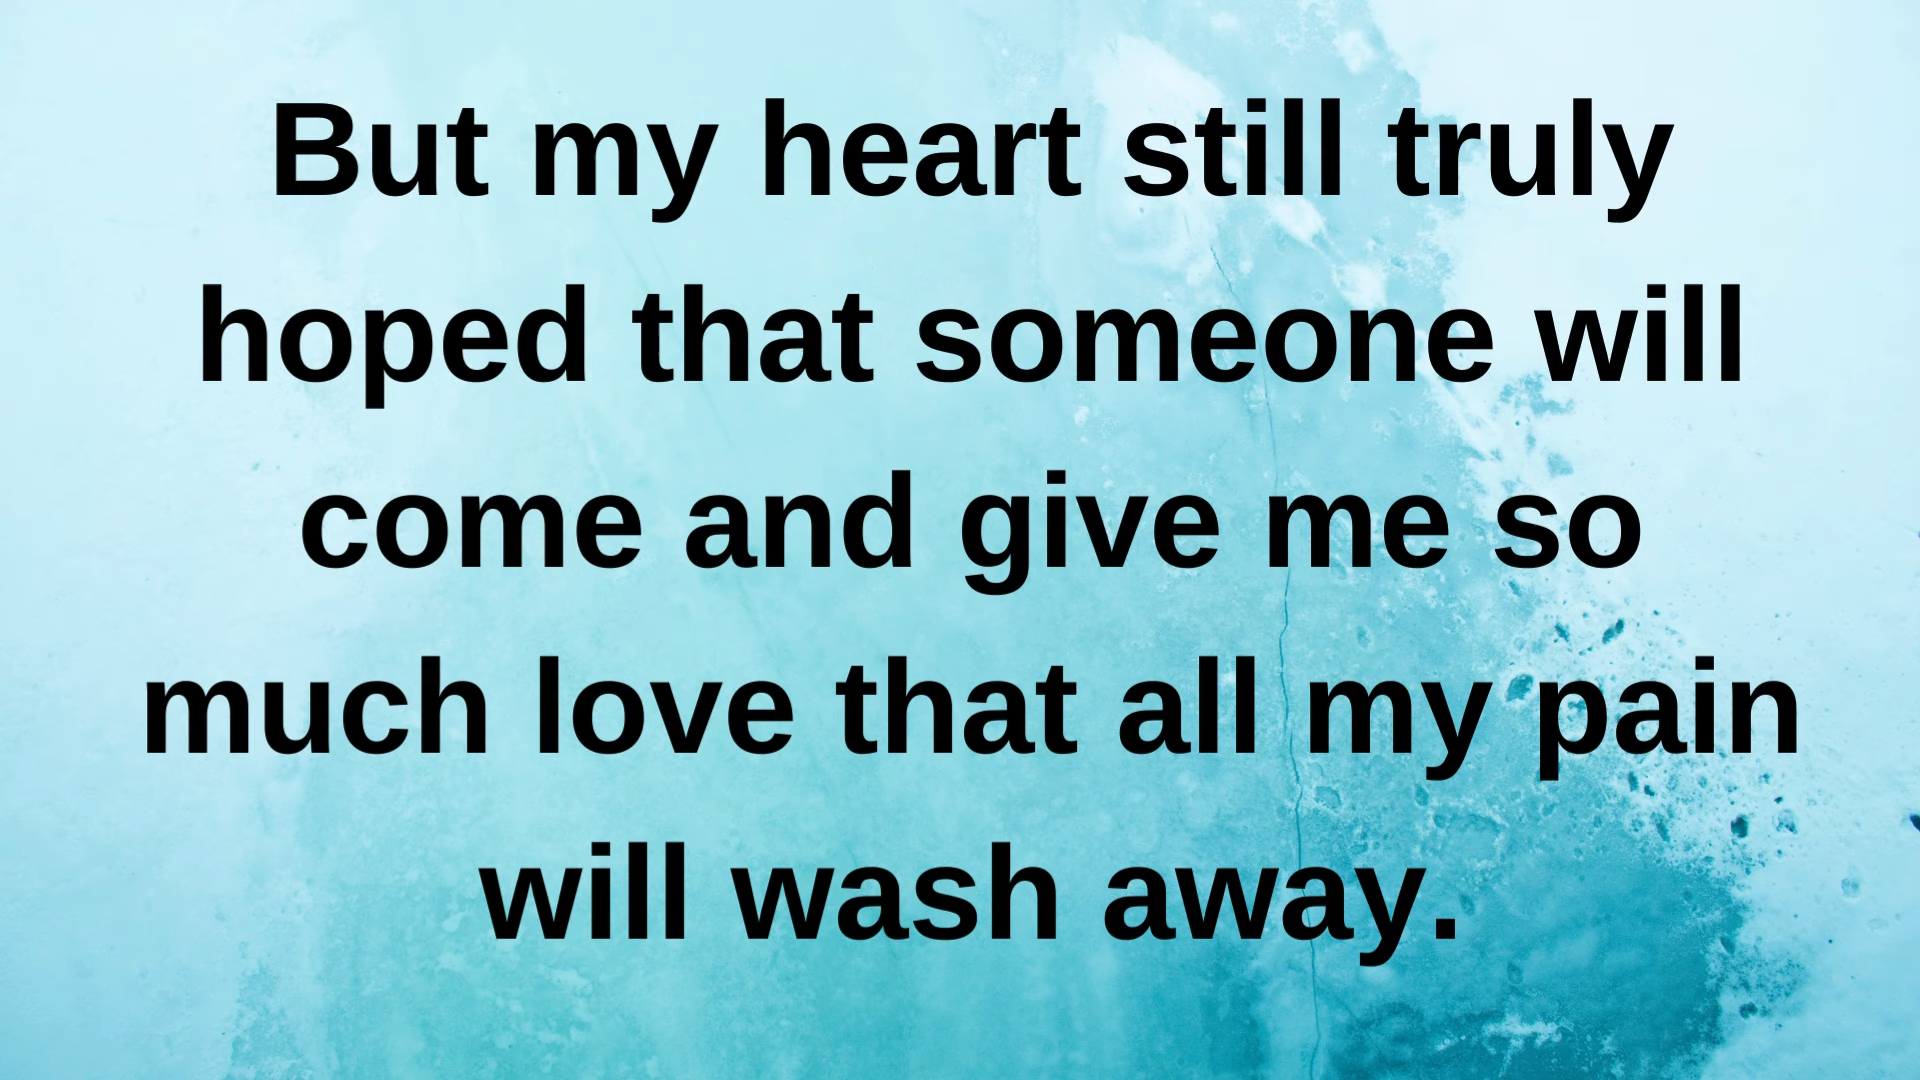 But my heart still truly
hoped that someone will
come and give me so
much love that all my pain
will wash away.